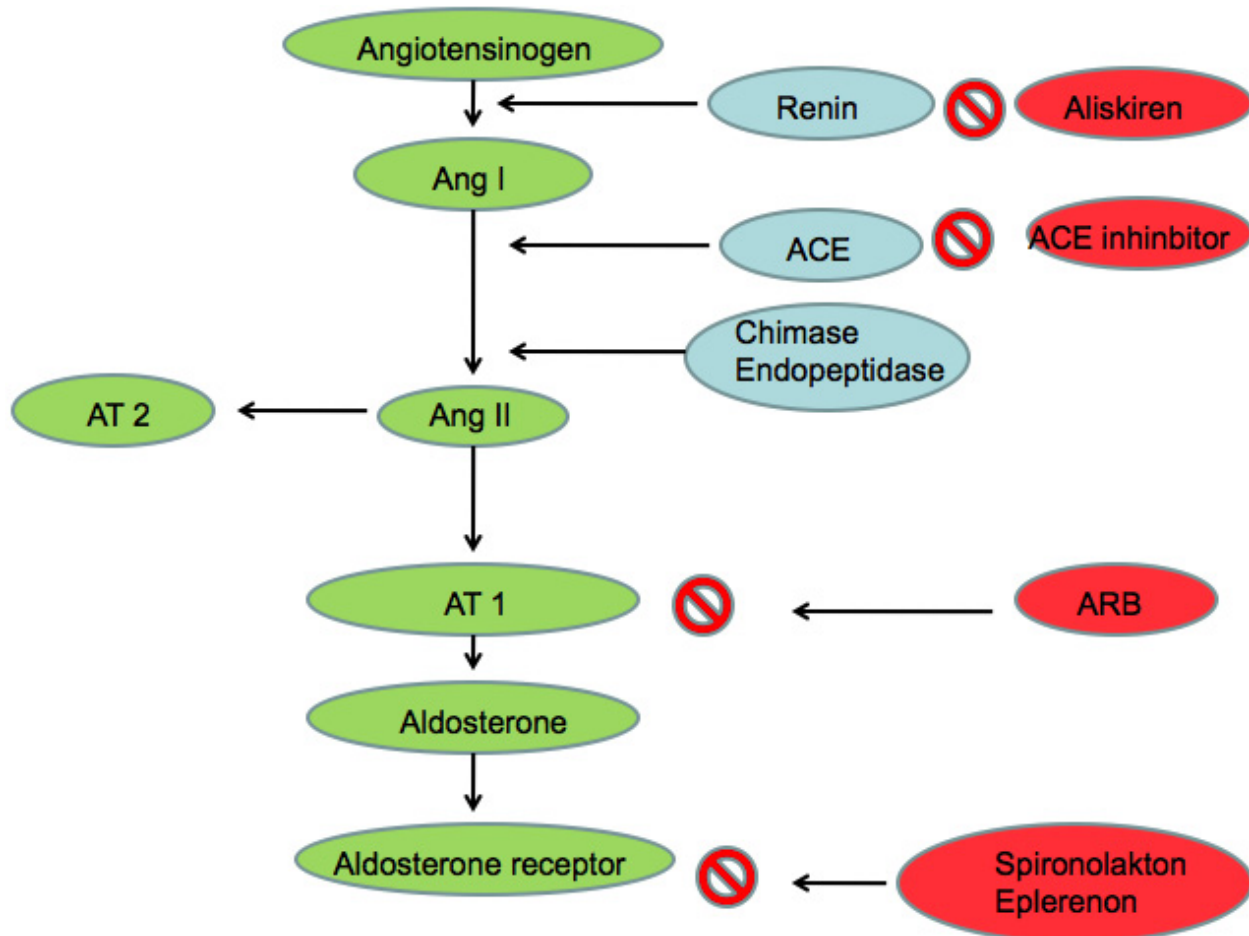 Angiotensinogen
Renin
Aliskiren
Ang I
ACE
ACE inhinbitor
Chimase
Endopeptidase
AT 2
Ang II
AT 1
ARB
Aldosterone
Aldosterone receptor
Spironolakton
Eplerenon